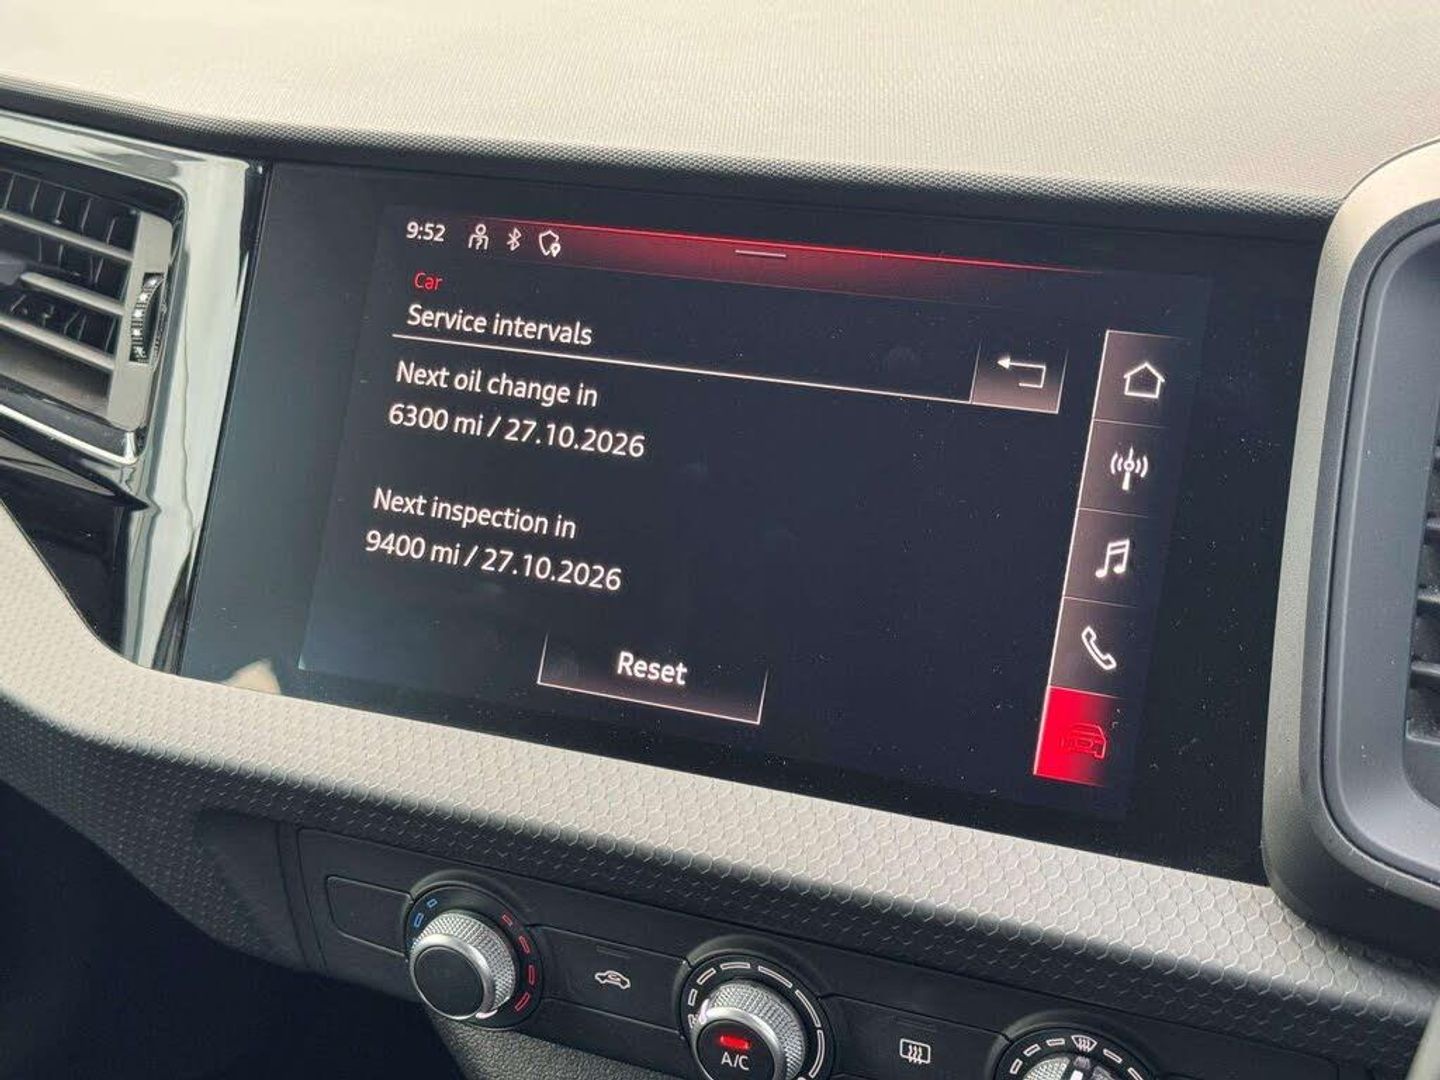 9:52
Car
Service intervals
Next oil change in
6300 mi / 27.10.2026
Next inspection in
9400 mi / 27.10.2026
Reset
A/C